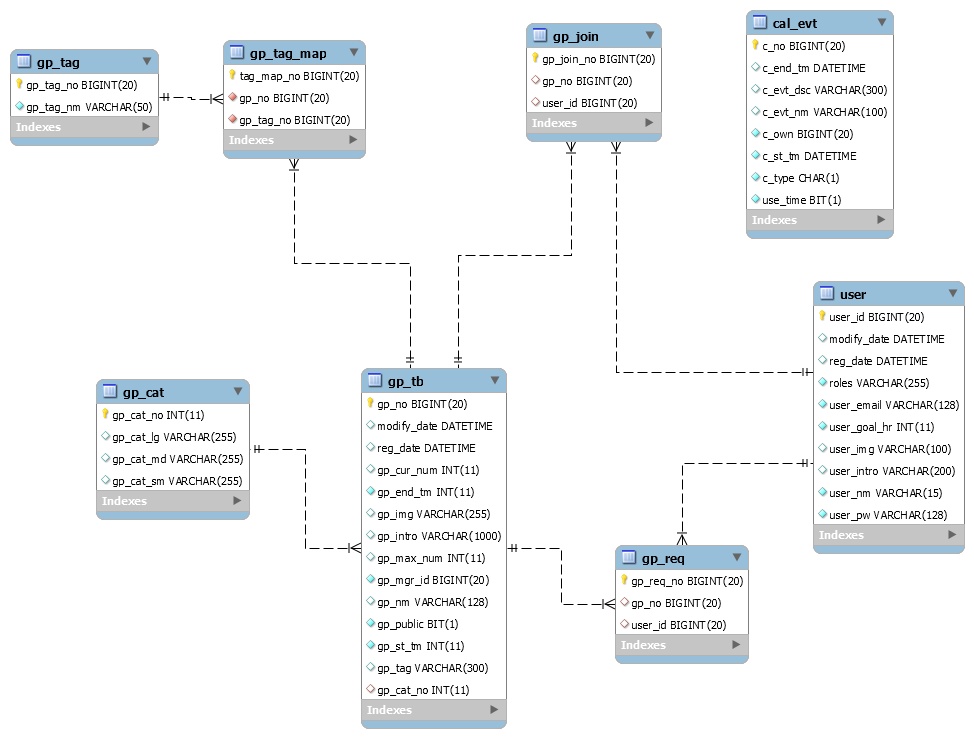 gp_tag
gp_tag_no BIGINT(20)
gp_tag_nm VARCHAR(50)
Indexes
gp_tag_map
tag_map_no BIGINT(20)
gp_no BIGINT(20)
gp_tag_no BIGINT(20)
Indexes
gp_join
gp_join_no BIGINT(20)
gp_no BIGINT(20)
user_id BIGINT(20)
Indexes
cal_evt
c_no BIGINT(20)
c_end_tm DATETIME
c_evt_dsc VARCHAR(300)
c_evt_nm VARCHAR(100)
c_own BIGINT(20)
c_st_tm DATETIME
c_type CHAR(1)
use_time BIT(1)
Indexes
user
user_id BIGINT(20)
modify_date DATETIME
reg_date DATETIME
roles VARCHAR(255)
user_email VARCHAR(128)
user_goal_hr INT(11)
user_img VARCHAR(100)
user_intro VARCHAR(200)
user_nm VARCHAR(15)
user_pw VARCHAR(128)
Indexes
gp_cat
gp_cat_no INT(11)
gp_cat_lg VARCHAR(255)
gp_cat_md VARCHAR(255)
gp_cat_sm VARCHAR(255)
Indexes
gp_tb
gp_no BIGINT(20)
modify_date DATETIME
reg_date DATETIME
gp_cur_num INT(11)
gp_end_tm INT(11)
gp_img VARCHAR(255)
gp_intro VARCHAR(1000)
gp_max_num INT(11)
gp_mgr_id BIGINT(20)
gp_nm VARCHAR(128)
gp_public BIT(1)
gp_st_tm INT(11)
gp_tag VARCHAR(300)
gp_cat_no INT(11)
Indexes
gp_req
gp_req_no BIGINT(20)
gp_no BIGINT(20)
user_id BIGINT(20)
Indexes